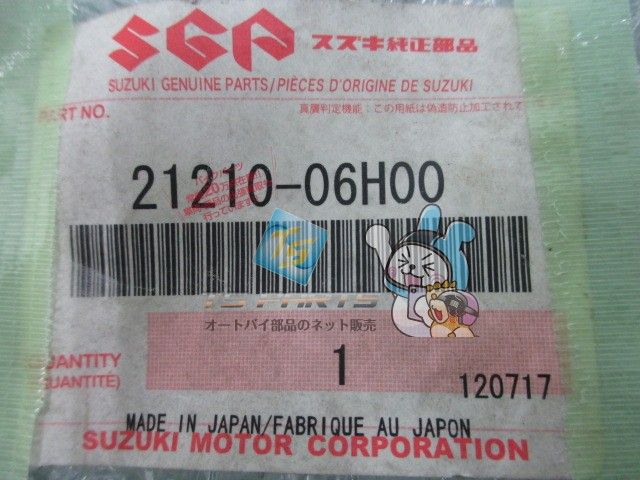 SGP スズキ純正部品
SUZUKI GENUINE PARTS/PIÈCES D'ORIGINE DE SUZUKI
PART NO.
真贋判定機能：この用紙は偽造防止加工されて
21210-06H00
TS PARTS
オートバイ部品のネット販売
QUANTITY
(QUANTITÉ)
1
120717
MADE IN JAPAN/FABRIQUE AU JAPON
SUZUKI MOTOR CORPORATION